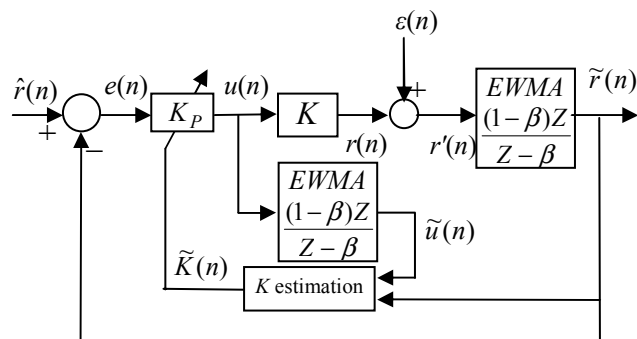 ε(n)
r̂(n)
e(n)
u(n)
r̃(n)
+
−
K_P
K
+
r(n)
r′(n)
EWMA
(1−β)Z
Z−β
EWMA
(1−β)Z
Z−β
ũ(n)
K̃(n)
K estimation